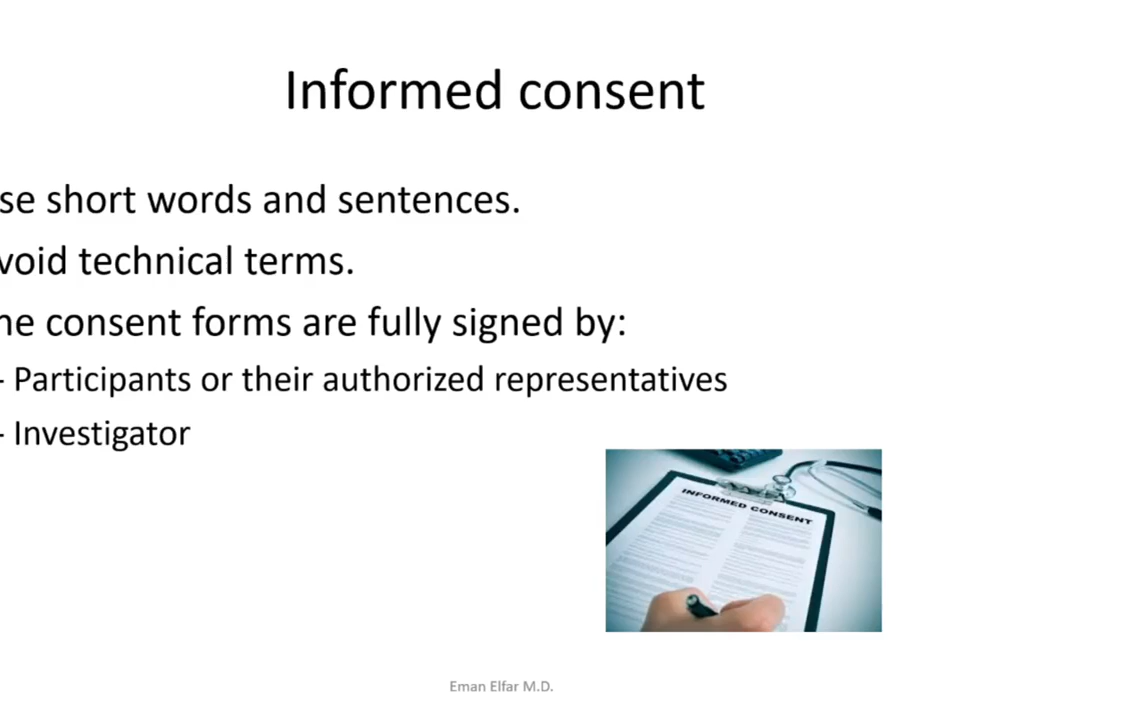 Informed consent
se short words and sentences.
void technical terms.
he consent forms are fully signed by:
- Participants or their authorized representatives
- Investigator
INFORMED CONSENT
Eman Elfar M.D.